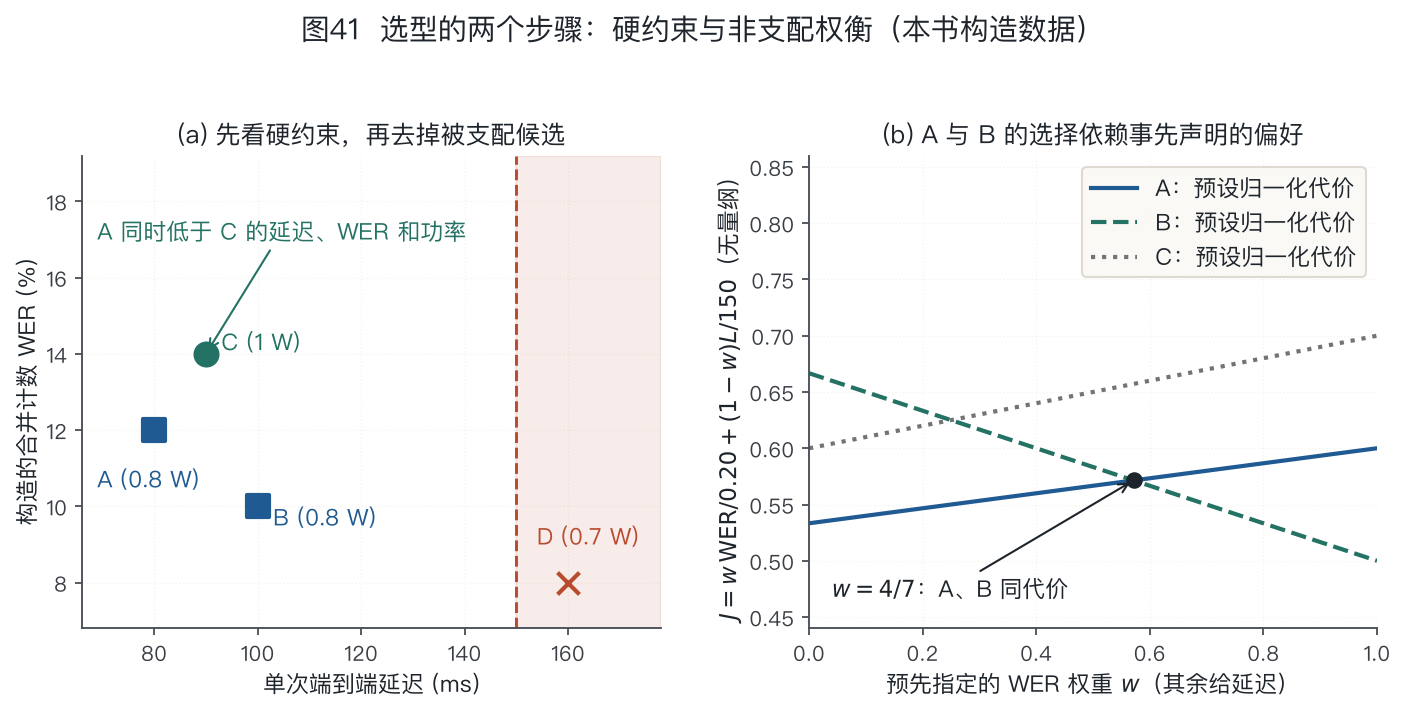 图41 选型的两个步骤：硬约束与非支配权衡（本书构造数据）
(a) 先看硬约束，再去掉被支配候选
构造的合并计数 WER (%)
18
16
14
12
10
8
A 同时低于 C 的延迟、WER 和功率
C (1 W)
A (0.8 W)
B (0.8 W)
D (0.7 W)
80
100
120
140
160
单次端到端延迟 (ms)
(b) A 与 B 的选择依赖事先声明的偏好
J = w WER/0.20 + (1 − w)L/150（无量纲）
0.85
0.80
0.75
0.70
0.65
0.60
0.55
0.50
0.45
A：预设归一化代价
B：预设归一化代价
C：预设归一化代价
w = 4/7：A、B 同代价
0.0
0.2
0.4
0.6
0.8
1.0
预先指定的 WER 权重 w（其余给延迟）